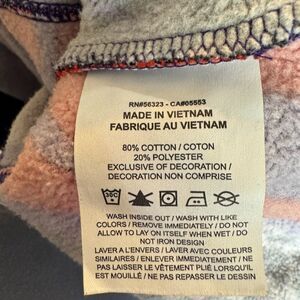 RN#56323 - CA#05553
MADE IN VIETNAM
FABRIQUE AU VIETNAM
80% COTTON / COTON
20% POLYESTER
EXCLUSIVE OF DECORATION /
DECORATION NON COMPRISE
WASH INSIDE OUT / WASH WITH LIKE
COLORS / REMOVE IMMEDIATELY / DO NOT
ALLOW TO LAY ON ITSELF WHEN WET / DO
NOT IRON DESIGN
LAVER A L'ENVERS / LAVER AVEC COULEURS
SIMILAIRES / ENLEVER IMMEDIATEMENT / NE
PAS LAISSER LE VÊTEMENT PLIÉ LORSQU'IL
EST MOUILLÉ / NE PAS REPASSER LE DESSIN